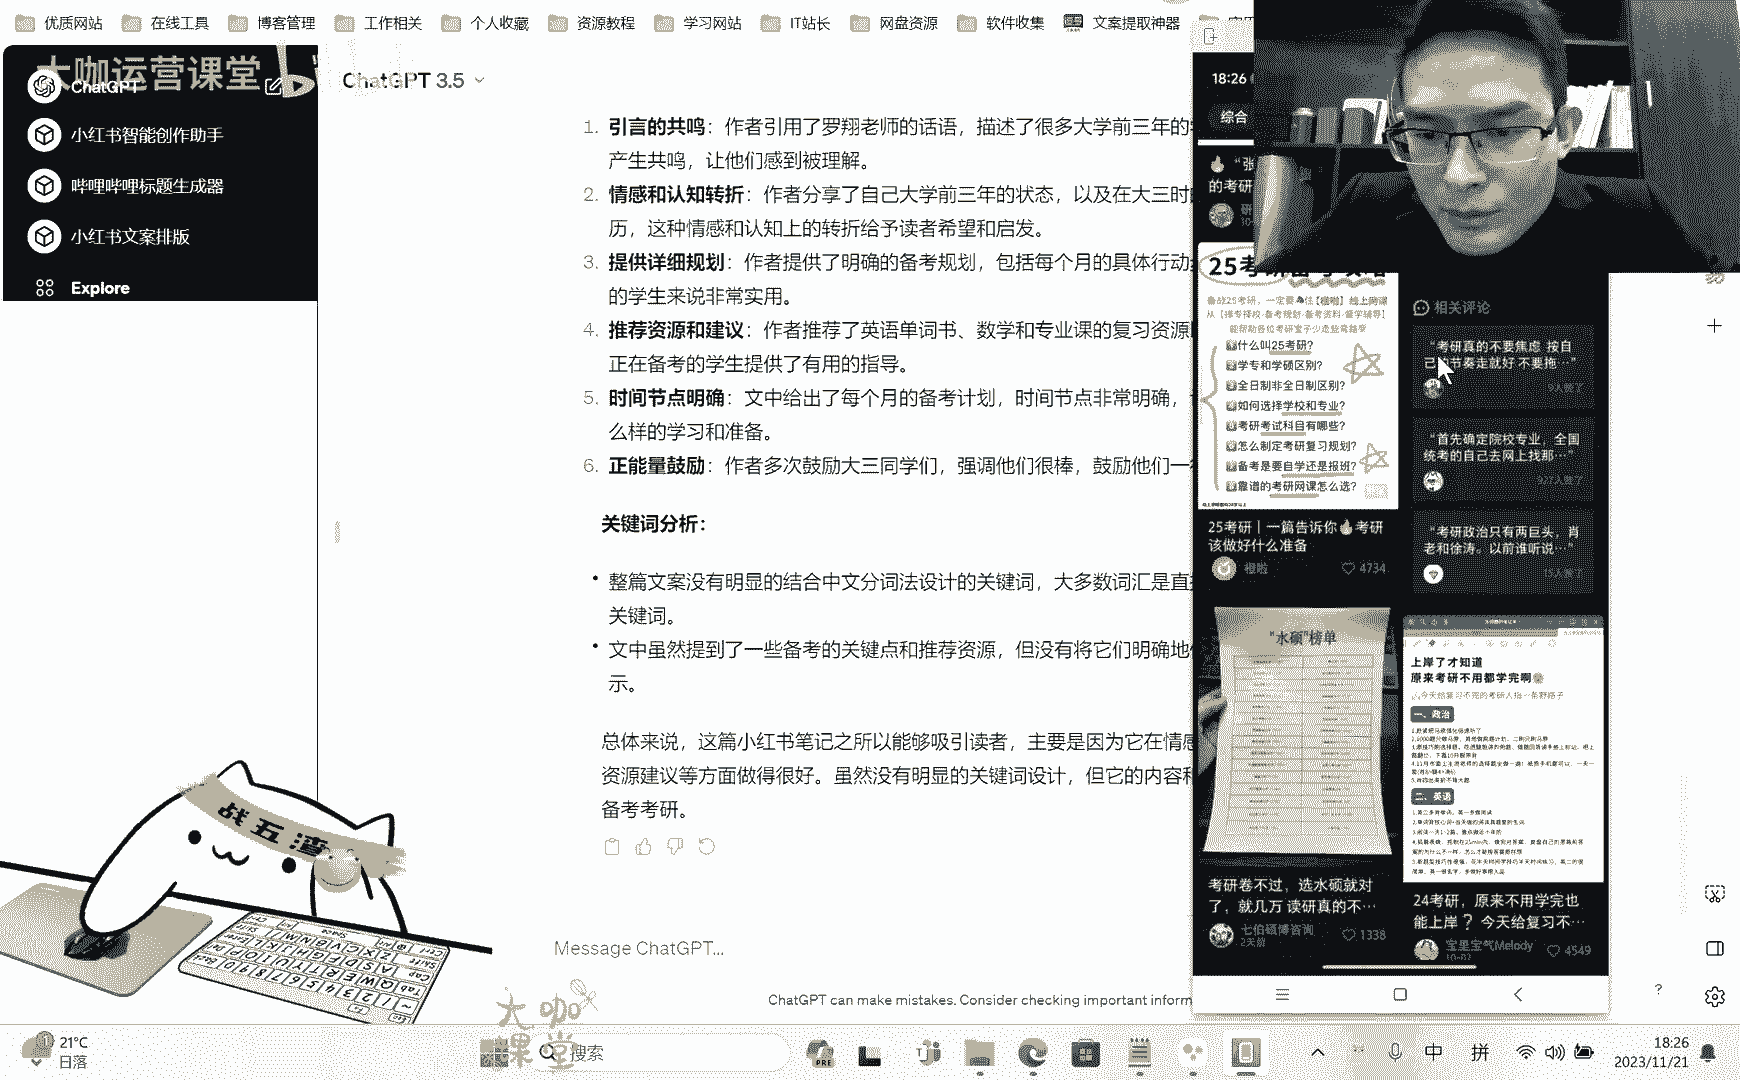 优质网站
在线工具
博客管理
工作相关
个人收藏
资源教程
学习网站
IT站长
网盘资源
软件收集
文案提取神器
大咖运营课堂
ChatGPT
小红书智能创作助手
哔哩哔哩标题生成器
小红书文案排版
Explore
ChatGPT 3.5
1. 引言的共鸣：作者引用了罗翔老师的话语，描述了很多大学前三年的
产生共鸣，让他们感到被理解。
2. 情感和认知转折：作者分享了自己大学前三年的状态，以及在大三时
历，这种情感和认知上的转折给予读者希望和启发。
3. 提供详细规划：作者提供了明确的备考规划，包括每个月的具体行动
的学生来说非常实用。
4. 推荐资源和建议：作者推荐了英语单词书、数学和专业课的复习资源
正在备考的学生提供了有用的指导。
5. 时间节点明确：文中给出了每个月的备考计划，时间节点非常明确，
么样的学习和准备。
6. 正能量鼓励：作者多次鼓励大三同学们，强调他们很棒，鼓励他们一
关键词分析：
• 整篇文案没有明显的结合中文分词法设计的关键词，大多数词汇是直
关键词。
• 文中虽然提到了一些备考的关键点和推荐资源，但没有将它们明确地
示。
总体来说，这篇小红书笔记之所以能够吸引读者，主要是因为它在情感
资源建议等方面做得很好。虽然没有明显的关键词设计，但它的内容和
备考考研。
Message ChatGPT...
ChatGPT can make mistakes. Consider checking important inform
18:26
综合
“张
的考研
研
25考研备考攻略
什么叫25考研?
学专和学硕区别?
全日制非全日制区别?
如何选择学校和专业?
考研考试科目有哪些?
怎么制定考研复习规划?
备考是要自学还是报班?
靠谱的考研网课怎么选?
25考研｜一篇告诉你🔥考研
该做好什么准备
橙啦
4734
相关评论
“考研真的不要焦虑 按自
己的节奏走就好 不要拖…”
“首先确定院校专业，全国
统考的自己去网上找那…”
927人赞了
“考研政治只有两巨头，肖
老和徐涛。以前谁听说…”
15人赞了
“水硕”榜单
考研卷不过，选水硕就对
了，就几万 读研真的不…
七伯硕博咨询
2天前
1338
上岸了才知道
原来考研不用都学完啊
一、政治
二、英语
24考研，原来不用学完也
能上岸？ 今天给复习不…
宝里宝气Melody
10-02
4549
战五渣
大咖
课堂
21°C
日落
搜索
PRE
中
拼
18:26
2023/11/21